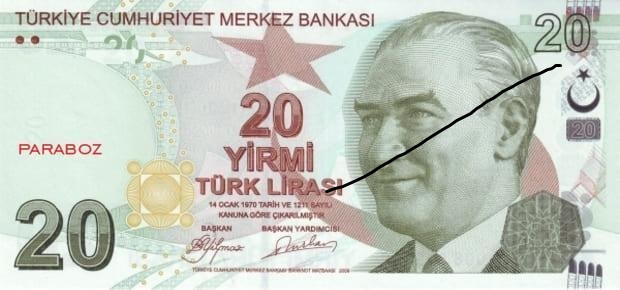 TÜRKİYE CUMHURİYET MERKEZ BANKASI
20
20
PARABOZ
20
YİRMİ
TÜRK LİRASI
14 OCAK 1970 TARİH VE 1211 SAYILI
KANUNA GÖRE ÇIKARILMIŞTIR
BAŞKAN BAŞKAN YARDIMCISI
20
TÜRKİYE CUMHURİYET MERKEZ BANKASI BANKNOT MATBAASI 2009
20